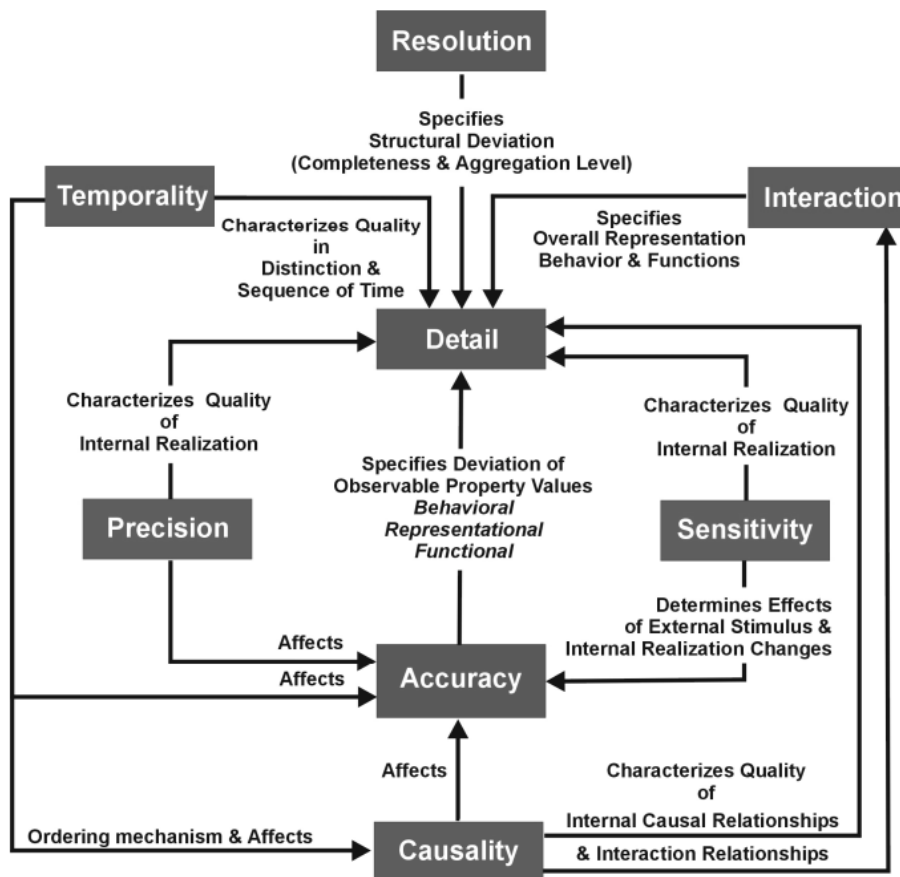 Resolution
Specifies
Structural Deviation
(Completeness & Aggregation Level)
Temporality
Interaction
Characterizes Quality
in
Distinction &
Sequence of Time
Specifies
Overall Representation
Behavior & Functions
Detail
Characterizes Quality
of
Internal Realization
Characterizes Quality
of
Internal Realization
Specifies Deviation of
Observable Property Values
Behavioral
Representational
Functional
Precision
Sensitivity
Determines Effects
of External Stimulus &
Internal Realization Changes
Affects
Affects
Accuracy
Affects
Characterizes Quality
of
Internal Causal Relationships
& Interaction Relationships
Ordering mechanism & Affects
Causality